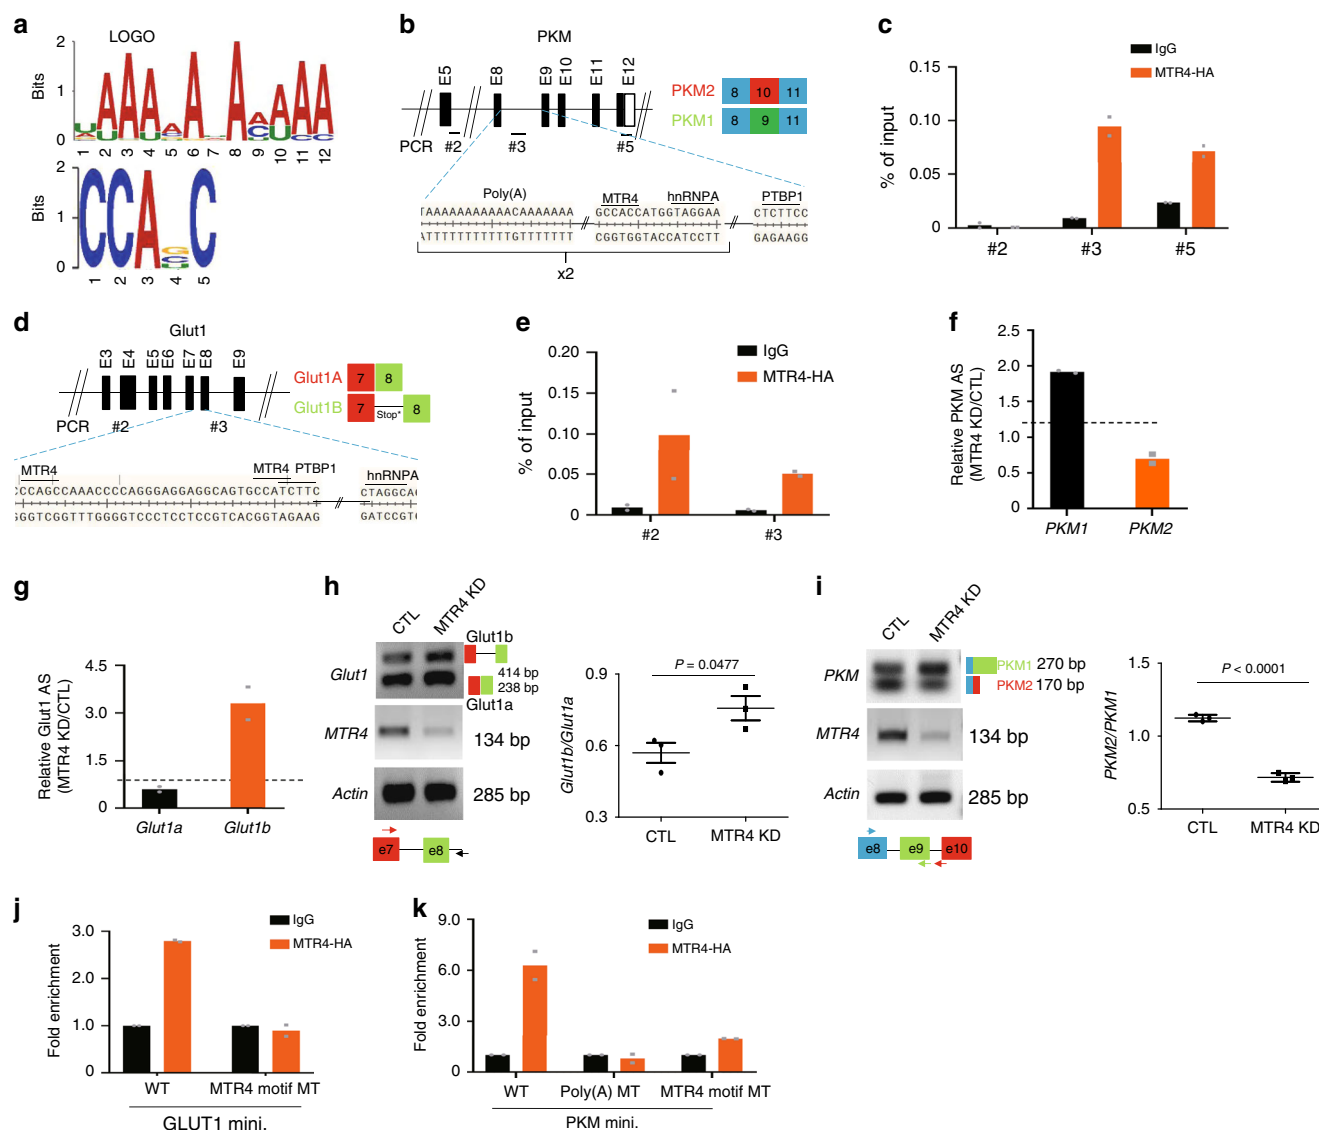 a
LOGO
2
1
0
Bits
1 2 3 4 5 6 7 8 9 10 11 12
2
1
0
Bits
CCA C
1 2 3 4 5
b
PKM
E5 E8 E9 E10 E11 E12
PCR #2 #3 #5
PKM2 8 10 11
PKM1 8 9 11
Poly(A) MTR4 hnRNPA PTBP1
TAAAAAAAAAAACAAAAAAA GCCACCATGGTAGGAA CTCTTCC
ATTTTTTTTTTTGTTTTTTT CGGTGGTACCATCCTT GAGAAGG
x2
c
IgG
MTR4-HA
% of input
0.15
0.10
0.05
0
#2 #3 #5
d
Glut1
E3 E4 E5 E6 E7 E8 E9
PCR #2 #3
Glut1A 7 8
Glut1B 7 Stop* 8
MTR4 MTR4 PTBP1 hnRNPA
CCCAGCCAAACCCCAGGGAGGAGGCAGTGCCATCTTC CTAGGCAG
GGGTCGGTTTGGGGTCCCTCCTCCGTCACGGTAGAAG GATCCGTC
e
IgG
MTR4-HA
% of input
0.20
0.15
0.10
0.05
0
#2 #3
f
Relative PKM AS
(MTR4 KD/CTL)
2.5
2.0
1.5
1.0
0.5
0
PKM1 PKM2
g
Relative Glut1 AS
(MTR4 KD/CTL)
4.5
3.0
1.5
0
Glut1a Glut1b
h
CTL MTR4 KD
Glut1
Glut1b
414 bp
238 bp
Glut1a
MTR4 134 bp
Actin 285 bp
e7 e8
Glut1b/Glut1a
0.9
0.6
0.3
P = 0.0477
CTL MTR4 KD
i
CTL MTR4 KD
PKM
PKM1 270 bp
PKM2 170 bp
MTR4 134 bp
Actin 285 bp
e8 e9 e10
PKM2/PKM1
1.5
1.0
0.5
P < 0.0001
CTL MTR4 KD
j
IgG
MTR4-HA
Fold enrichment
3.0
2.0
1.0
0
WT MTR4 motif MT
GLUT1 mini.
k
IgG
MTR4-HA
Fold enrichment
9.0
6.0
3.0
0
WT Poly(A) MT MTR4 motif MT
PKM mini.